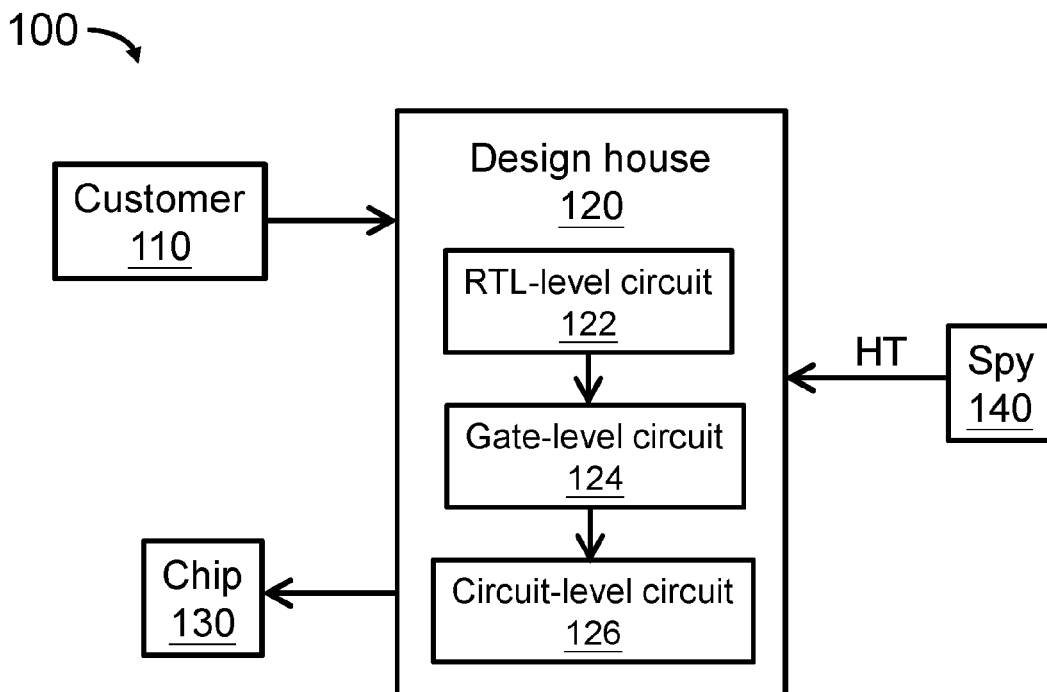 100
Customer
110
Design house
120
RTL-level circuit
122
HT
Spy
140
Gate-level circuit
124
Chip
130
Circuit-level circuit
126